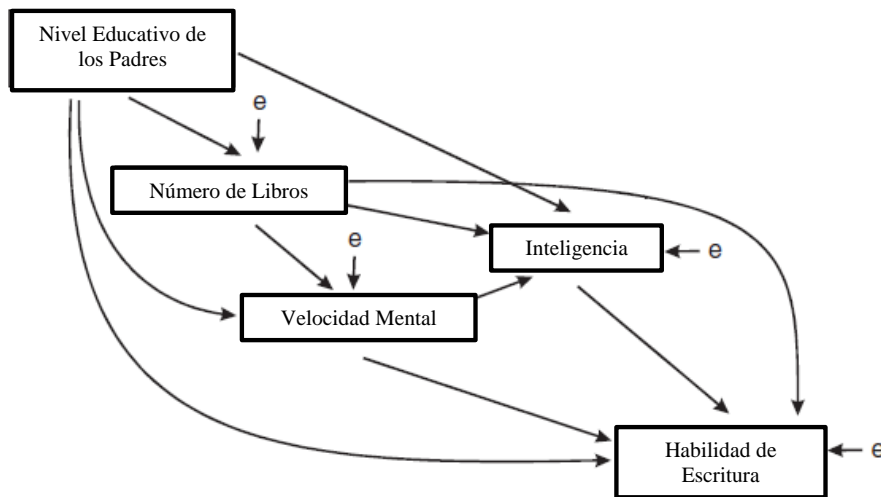 Nivel Educativo de
los Padres
e
Número de Libros
e
Inteligencia
e
Velocidad Mental
Habilidad de
Escritura
e